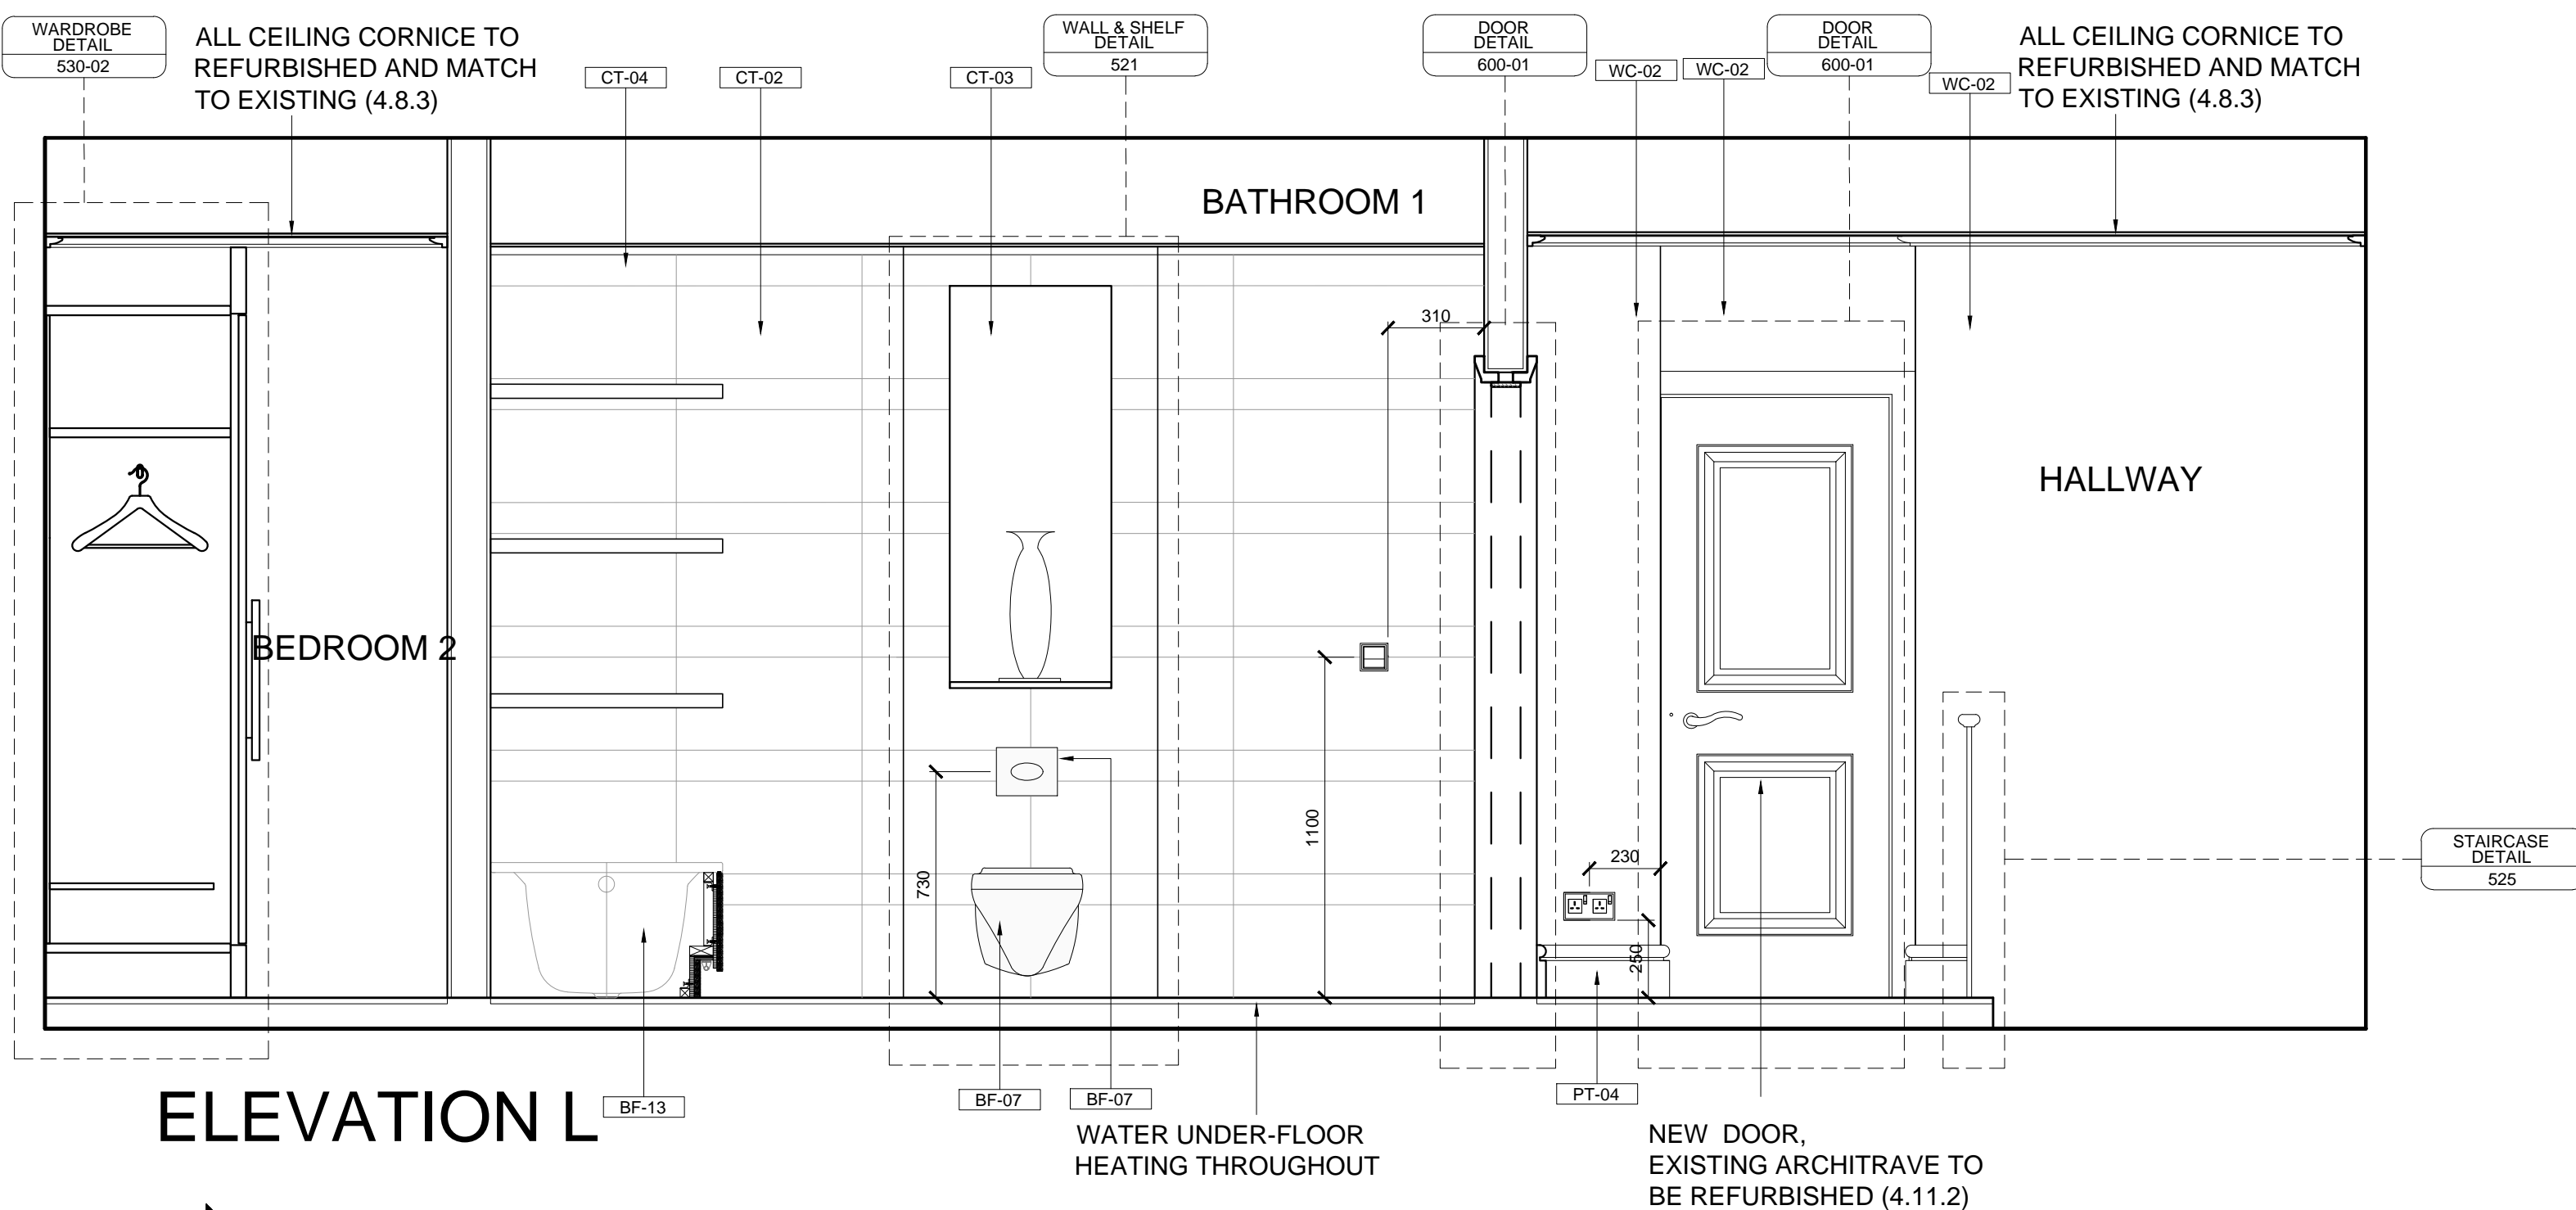 WARDROBE
DETAIL
530-02
ALL CEILING CORNICE TO
REFURBISHED AND MATCH
TO EXISTING (4.8.3)
CT-04
CT-02
CT-03
WALL & SHELF
DETAIL
521
DOOR
DETAIL
600-01
WC-02
WC-02
DOOR
DETAIL
600-01
WC-02
ALL CEILING CORNICE TO
REFURBISHED AND MATCH
TO EXISTING (4.8.3)
BATHROOM 1
310
HALLWAY
BEDROOM 2
1100
730
230
250
STAIRCASE
DETAIL
525
ELEVATION L
BF-13
BF-07
BF-07
PT-04
WATER UNDER-FLOOR
HEATING THROUGHOUT
NEW DOOR,
EXISTING ARCHITRAVE TO
BE REFURBISHED (4.11.2)